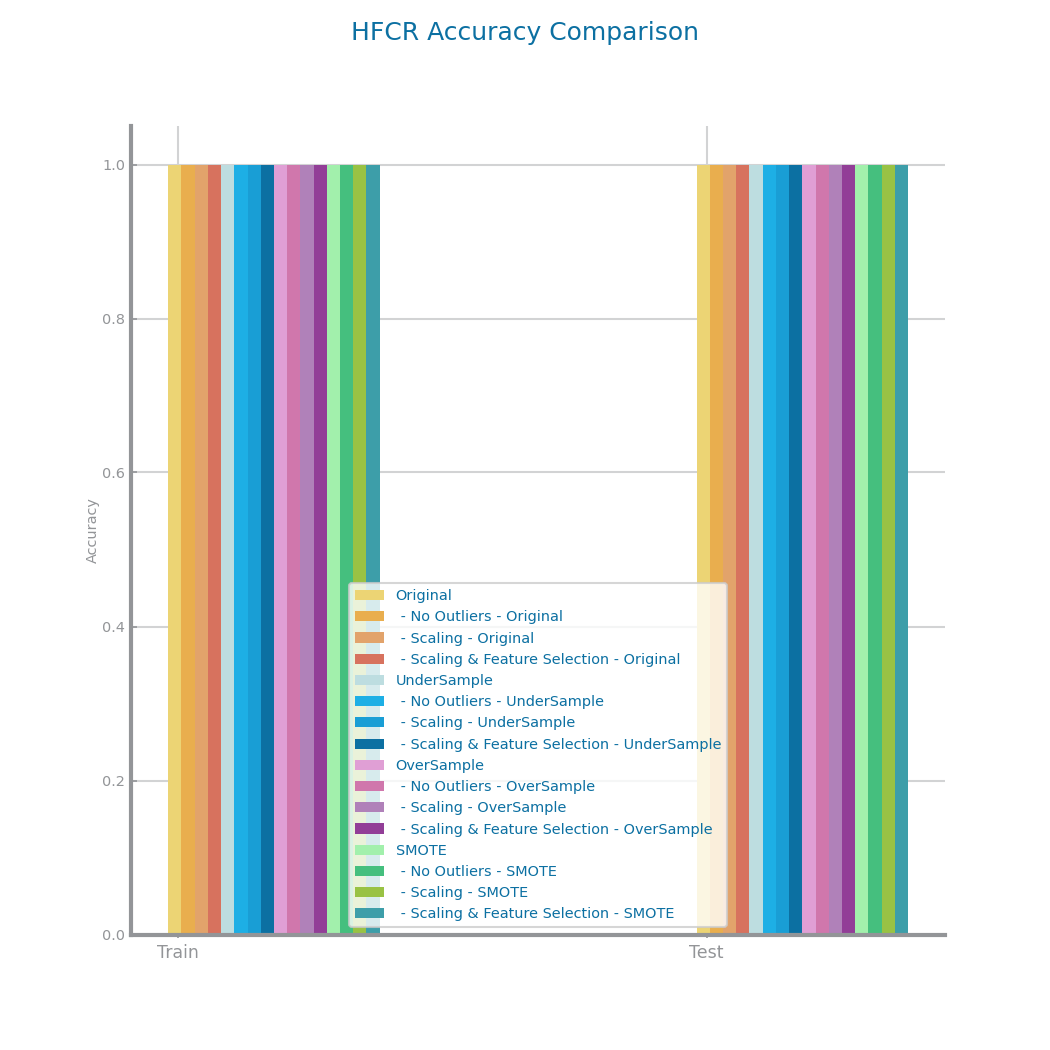 HFCR Accuracy Comparison
1.0
0.8
0.6
0.4
0.2
0.0
Accuracy
Train
Test
Original
- No Outliers - Original
- Scaling - Original
- Scaling & Feature Selection - Original
UnderSample
- No Outliers - UnderSample
- Scaling - UnderSample
- Scaling & Feature Selection - UnderSample
OverSample
- No Outliers - OverSample
- Scaling - OverSample
- Scaling & Feature Selection - OverSample
SMOTE
- No Outliers - SMOTE
- Scaling - SMOTE
- Scaling & Feature Selection - SMOTE